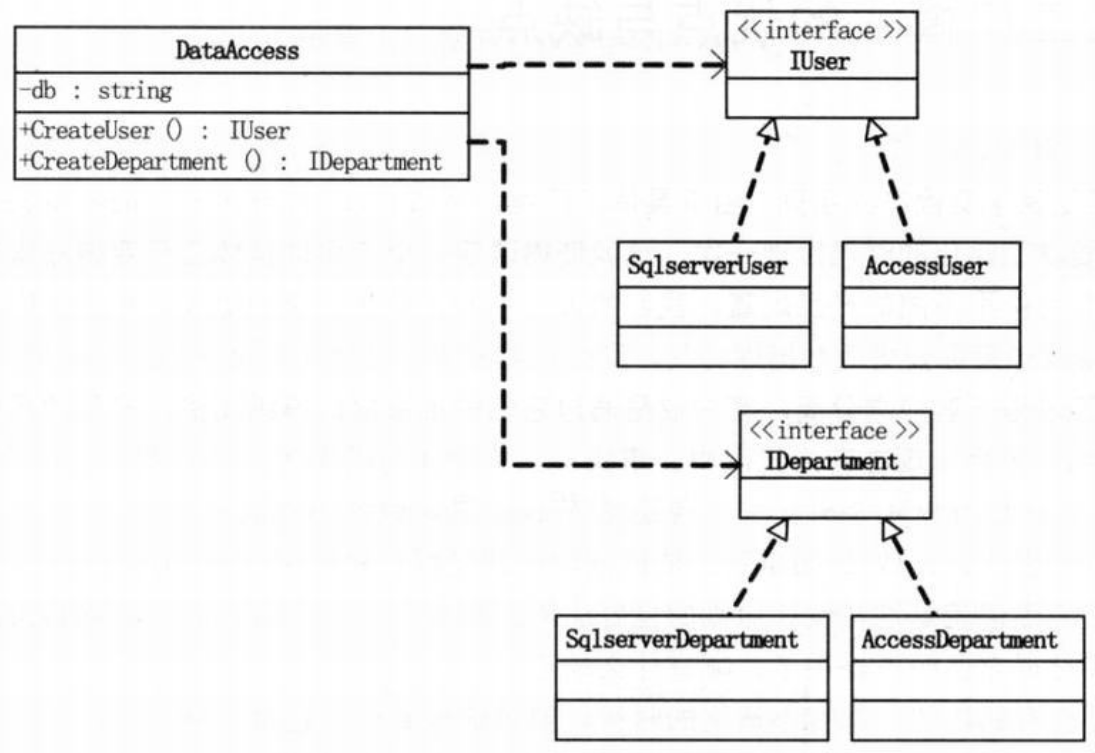 DataAccess
-db : string
+CreateUser () : IUser
+CreateDepartment () : IDepartment
<<interface >>
IUser
SqlserverUser
AccessUser
<<interface >>
IDepartment
SqlserverDepartment
AccessDepartment